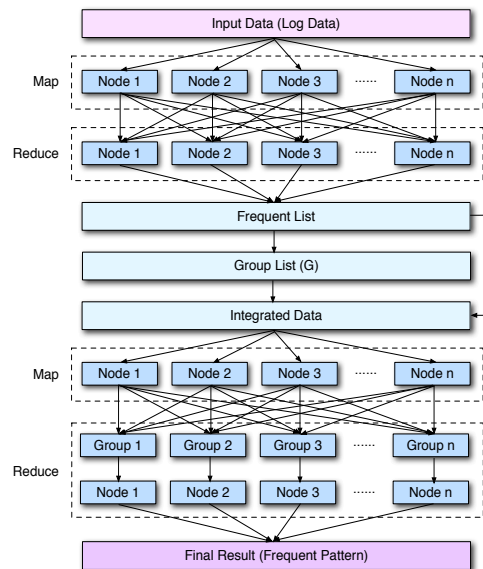 Input Data (Log Data)
Map
Node 1 Node 2 Node 3 ...... Node n
Reduce
Node 1 Node 2 Node 3 ...... Node n
Frequent List
Group List (G)
Integrated Data
Map
Node 1 Node 2 Node 3 ...... Node n
Group 1 Group 2 Group 3 ...... Group n
Reduce
Node 1 Node 2 Node 3 ...... Node n
Final Result (Frequent Pattern)